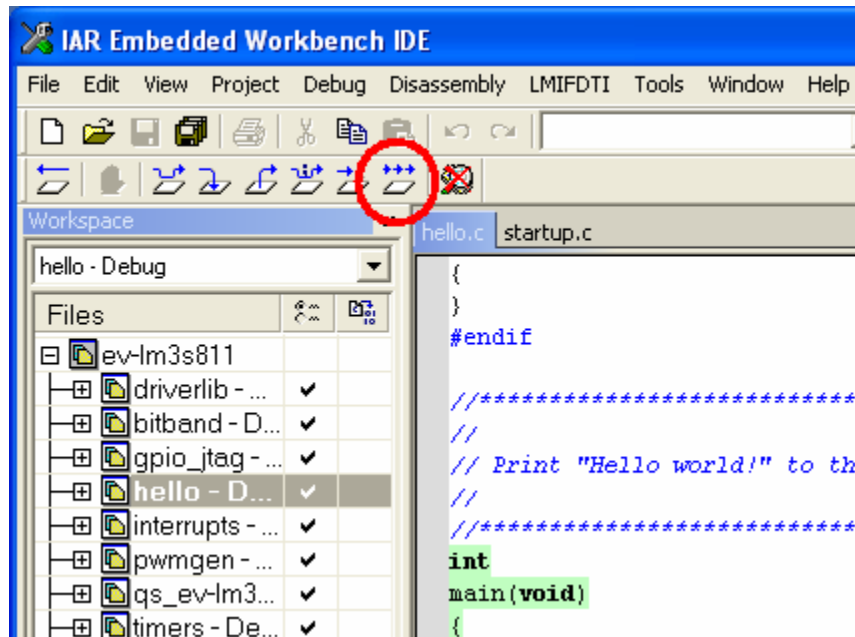 IAR Embedded Workbench IDE
File Edit View Project Debug Disassembly LMIFDTI Tools Window Help
Workspace
hello.c startup.c
hello - Debug
Files
ev-lm3s811
driverlib - ...
bitband - D...
gpio_jtag - ...
hello - D...
interrupts - ...
pwmgen - ...
qs_ev-lm3...
timers - De...
{
}
#endif
//*****************************
//
// Print "Hello world!" to th
//
//*****************************
int
main(void)
{